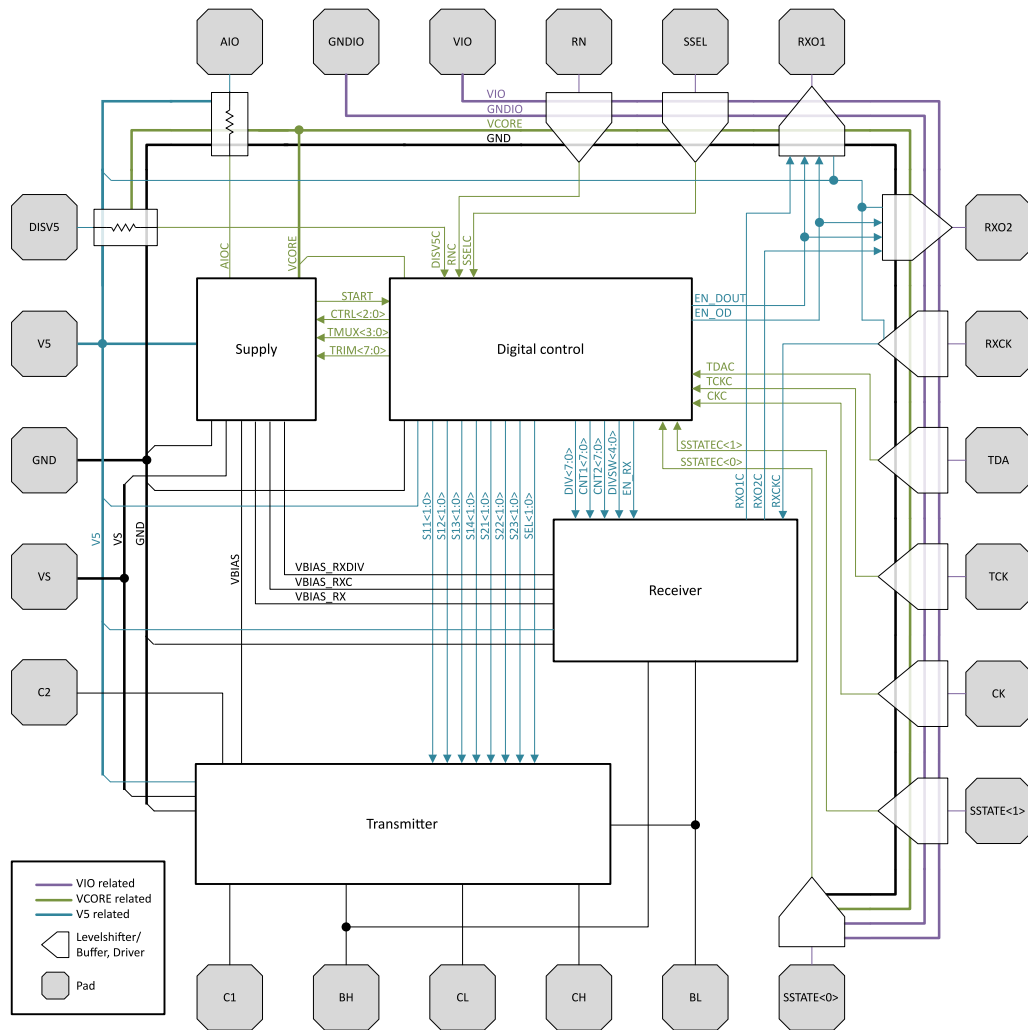 AIO
GNDIO
VIO
RN
SSEL
RXO1
VIO
GNDIO
VCORE
GND
DISV5
RXO2
AIOC
VCORE
DISV5C
RNC
SSELC
START
CTRL<2:0>
TMUX<3:0>
TRIM<7:0>
EN_DOUT
EN_OD
V5
Supply
Digital control
RXCK
TDAC
TCKC
CKC
GND
SSTATEC<1>
SSTATEC<0>
TDA
DIV<7:0>
CNT1<7:0>
CNT2<7:0>
DIVSW<4:0>
EN_RX
RXO1C
RXO2C
RXCKC
S11<1:0>
S12<1:0>
S13<1:0>
S14<1:0>
S21<1:0>
S22<1:0>
S23<1:0>
SEL<1:0>
V5
VS
GND
VBIAS
VBIAS_RXDIV
VBIAS_RXC
VBIAS_RX
VS
Receiver
TCK
C2
CK
Transmitter
SSTATE<1>
VIO related
VCORE related
V5 related
Levelshifter/
Buffer, Driver
Pad
C1
BH
CL
CH
BL
SSTATE<0>